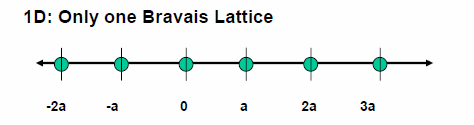 1D: Only one Bravais Lattice
-2a -a 0 a 2a 3a